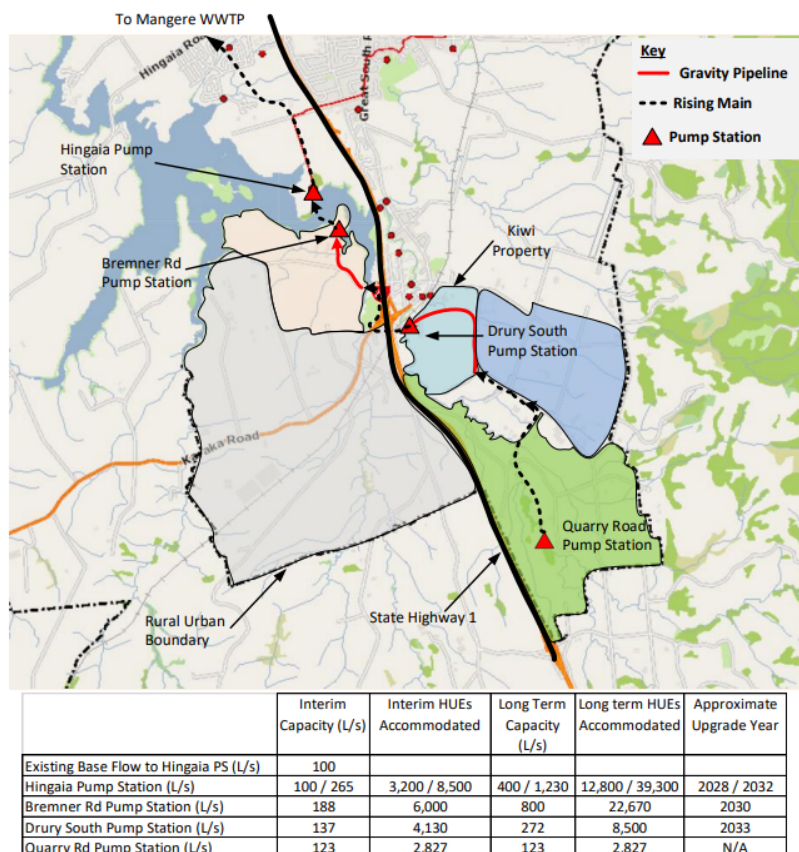 To Mangere WWTP
Hingaia Road
Great South R
Key
Gravity Pipeline
Rising Main
Pump Station
Hingaia Pump
Station
Kiwi
Property
Bremner Rd
Pump Station
Drury South
Pump Station
Karaka Road
Quarry Road
Pump Station
Rural Urban
Boundary
State Highway 1
Interim
Capacity (L/s)
Interim HUEs
Accommodated
Long Term
Capacity
(L/s)
Long term HUEs
Accommodated
Approximate
Upgrade Year
Existing Base Flow to Hingaia PS (L/s) 100
Hingaia Pump Station (L/s) 100 / 265 3,200 / 8,500 400 / 1,230 12,800 / 39,300 2028 / 2032
Bremner Rd Pump Station (L/s) 188 6,000 800 22,670 2030
Drury South Pump Station (L/s) 137 4,130 272 8,500 2033
Quarry Rd Pump Station (L/s) 123 2,827 123 2,827 N/A